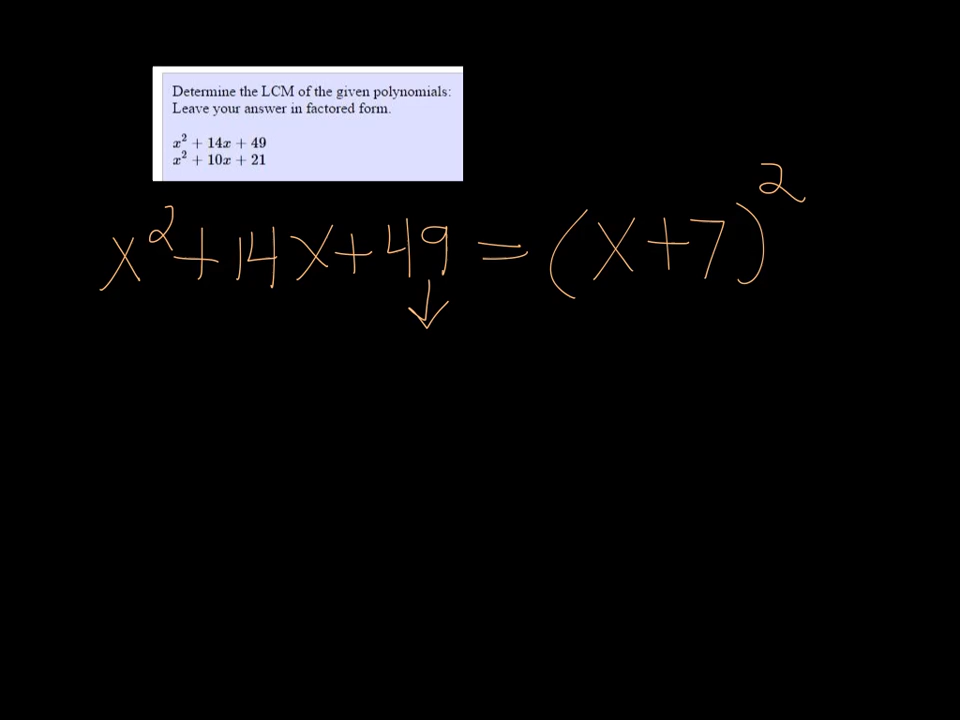 Determine the LCM of the given polynomials:
Leave your answer in factored form.
x² + 14x + 49
x² + 10x + 21
x² + 14x + 49 = (x + 7)²